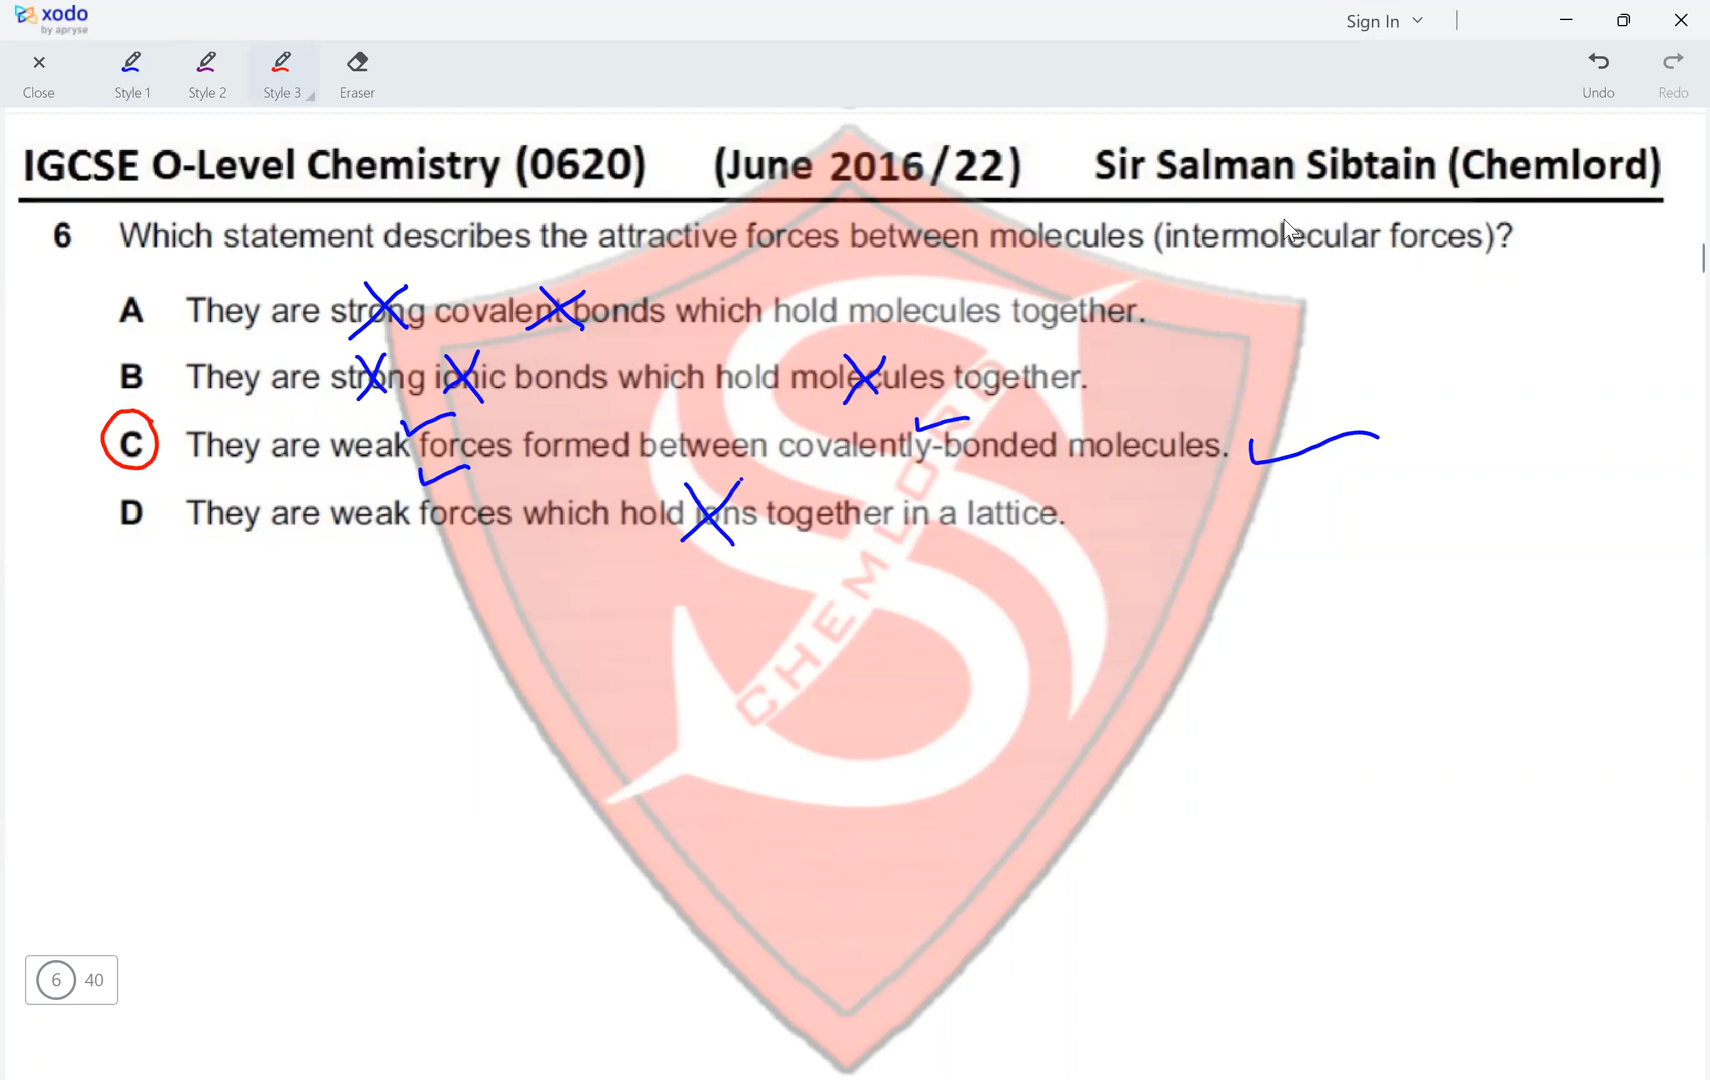 xodo
by apryse
Sign In
Close
Style 1
Style 2
Style 3
Eraser
Undo
Redo
IGCSE O-Level Chemistry (0620) (June 2016/22) Sir Salman Sibtain (Chemlord)
6 Which statement describes the attractive forces between molecules (intermolecular forces)?
A They are strong covalent bonds which hold molecules together.
B They are strong ionic bonds which hold molecules together.
C They are weak forces formed between covalently-bonded molecules.
D They are weak forces which hold ions together in a lattice.
CHEMLORD
6 40